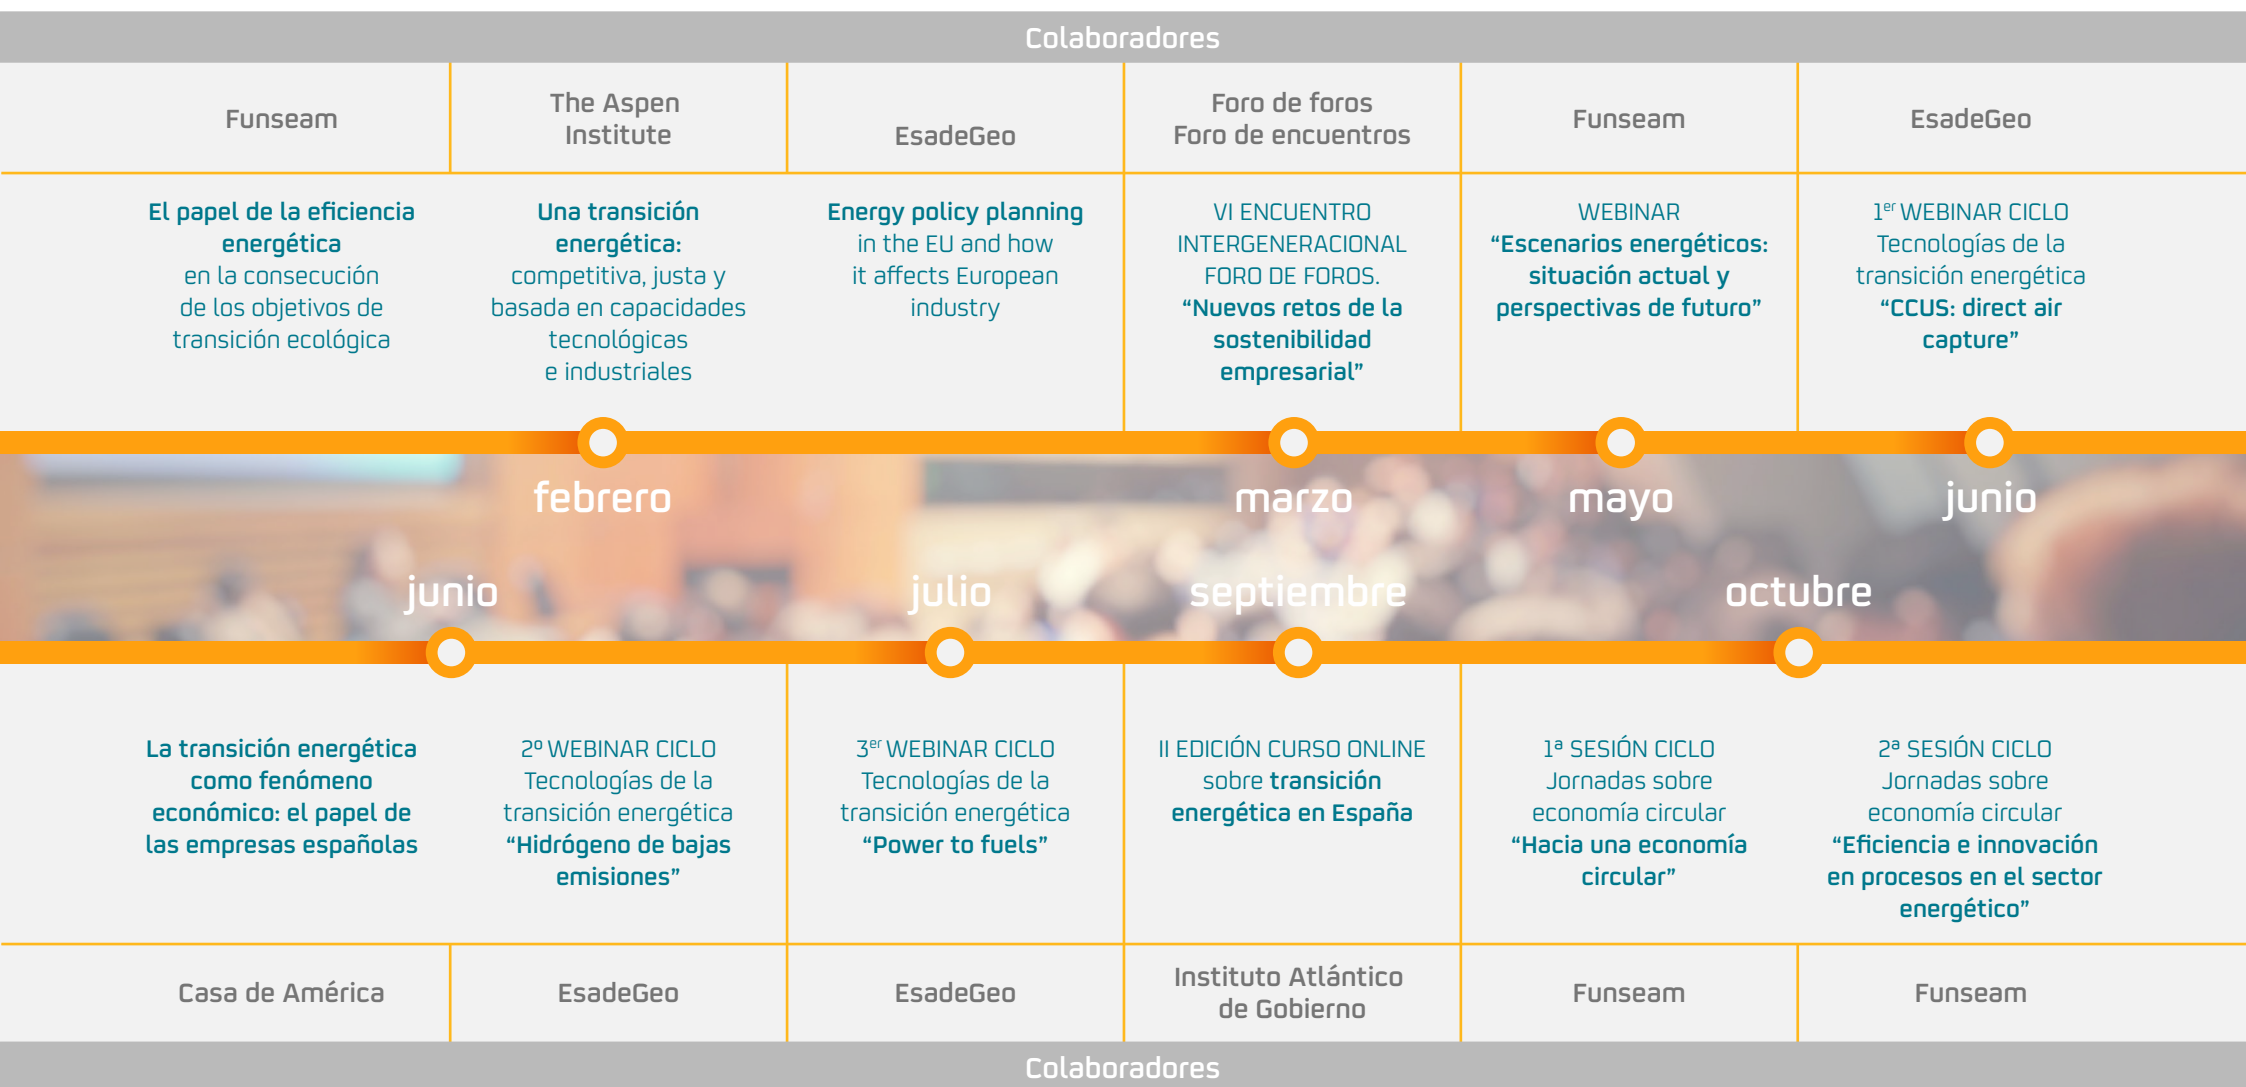 Colaboradores
Funseam
The Aspen
Institute
EsadeGeo
Foro de foros
Foro de encuentros
Funseam
EsadeGeo
El papel de la eficiencia
energética
en la consecución
de los objetivos de
transición ecológica
Una transición
energética:
competitiva, justa y
basada en capacidades
tecnológicas
e industriales
Energy policy planning
in the EU and how
it affects European
industry
VI ENCUENTRO
INTERGENERACIONAL
FORO DE FOROS.
“Nuevos retos de la
sostenibilidad
empresarial”
WEBINAR
“Escenarios energéticos:
situación actual y
perspectivas de futuro”
1er WEBINAR CICLO
Tecnologías de la
transición energética
“CCUS: direct air
capture”
febrero
marzo
mayo
junio
junio
julio
septiembre
octubre
La transición energética
como fenómeno
económico: el papel de
las empresas españolas
2º WEBINAR CICLO
Tecnologías de la
transición energética
“Hidrógeno de bajas
emisiones”
3er WEBINAR CICLO
Tecnologías de la
transición energética
“Power to fuels”
II EDICIÓN CURSO ONLINE
sobre transición
energética en España
1ª SESIÓN CICLO
Jornadas sobre
economía circular
“Hacia una economía
circular”
2ª SESIÓN CICLO
Jornadas sobre
economía circular
“Eficiencia e innovación
en procesos en el sector
energético”
Casa de América
EsadeGeo
EsadeGeo
Instituto Atlántico
de Gobierno
Funseam
Funseam
Colaboradores